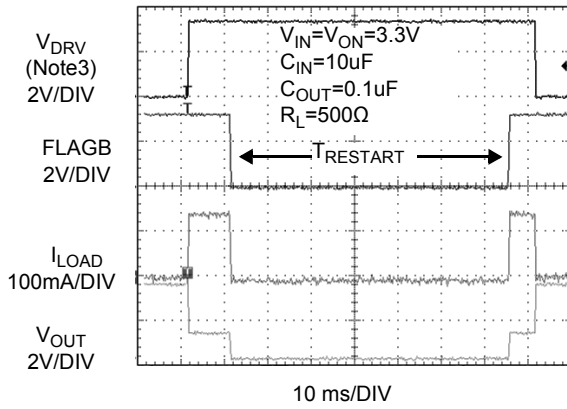 V_DRV
(Note3)
2V/DIV
V_IN=V_ON=3.3V
C_IN=10uF
C_OUT=0.1uF
R_L=500Ω
T
T
FLAGB
2V/DIV
T_RESTART
I_LOAD
100mA/DIV
V_OUT
2V/DIV
10 ms/DIV